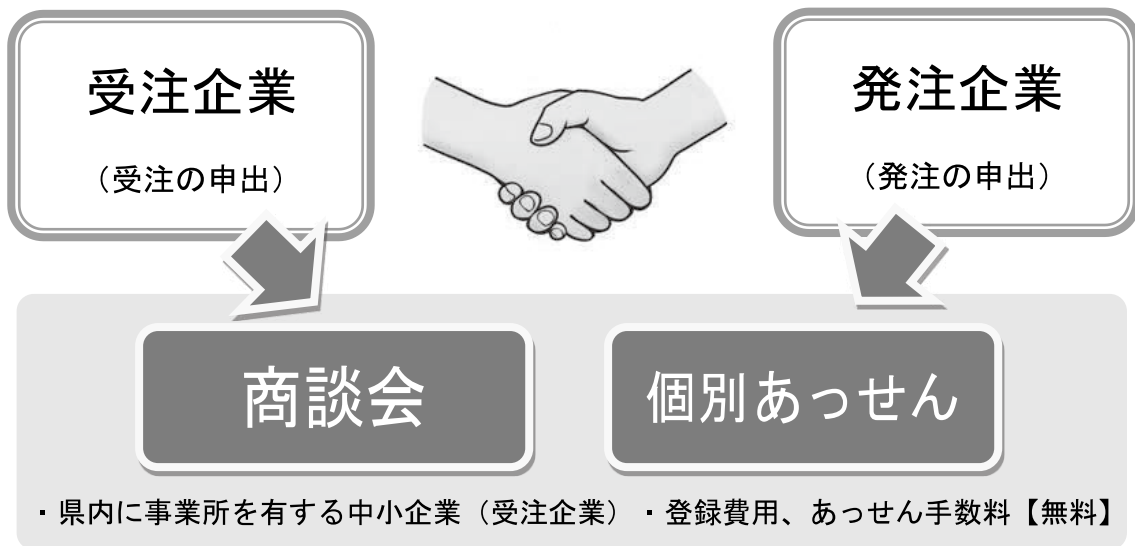 受注企業
（受注の申出）
発注企業
（発注の申出）
商談会
個別あっせん
・県内に事業所を有する中小企業（受注企業）・登録費用、あっせん手数料【無料】